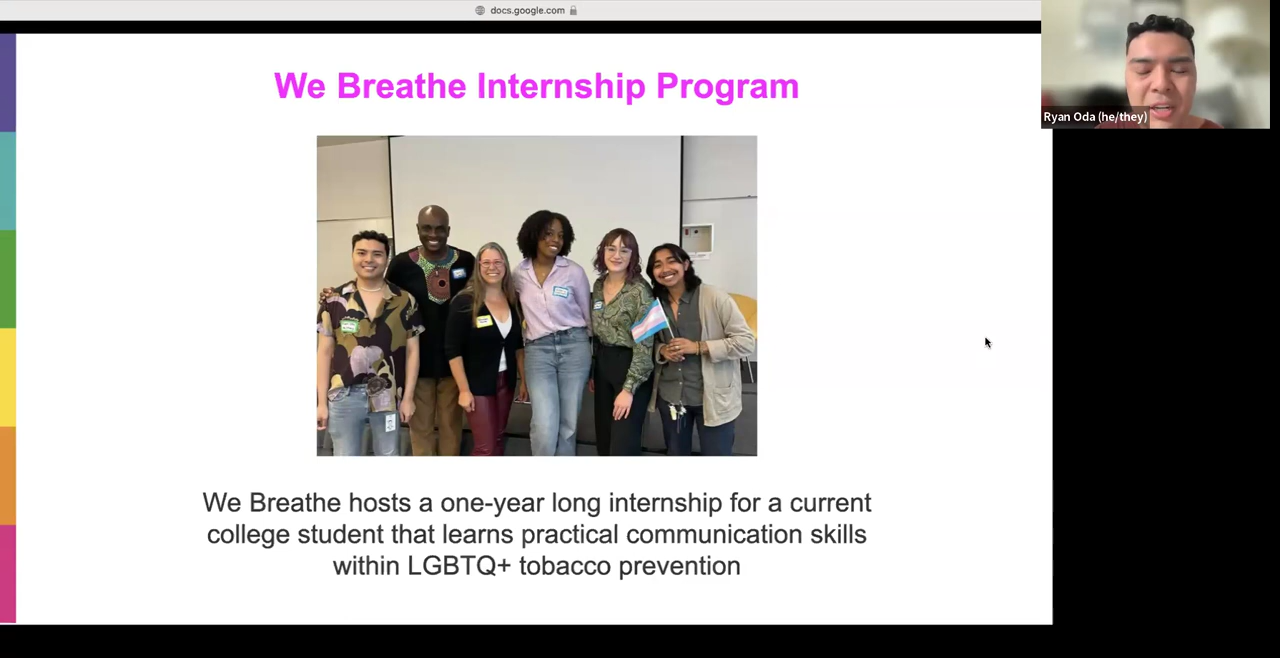 docs.google.com
We Breathe Internship Program
Ryan Oda (he/they)
We Breathe hosts a one-year long internship for a current
college student that learns practical communication skills
within LGBTQ+ tobacco prevention